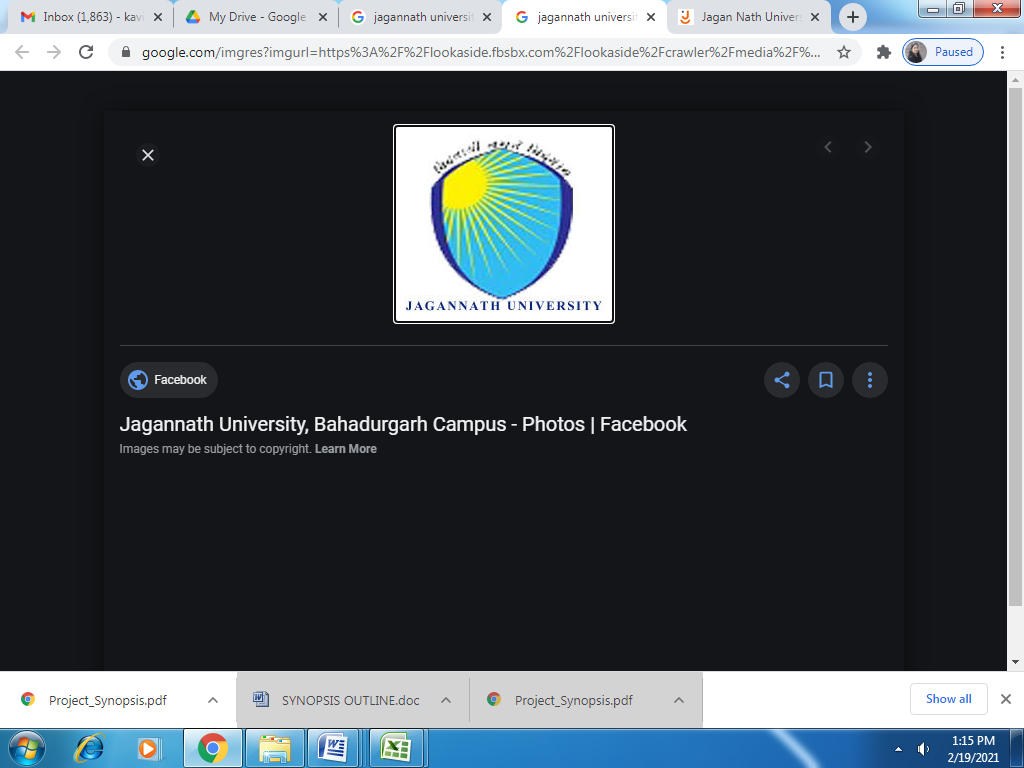 Inbox (1,863) - kav
My Drive - Google
jagannath universit
jagannath universit
Jagan Nath Univers
google.com/imgres?imgurl=https%3A%2F%2Flookaside.fbsbx.com%2Flookaside%2Fcrawler%2Fmedia%2F%...
Paused
JAGANNATH UNIVERSITY
Facebook
Jagannath University, Bahadurgarh Campus - Photos | Facebook
Images may be subject to copyright. Learn More
Project_Synopsis.pdf
SYNOPSIS OUTLINE.doc
Project_Synopsis.pdf
Show all
1:15 PM
2/19/2021